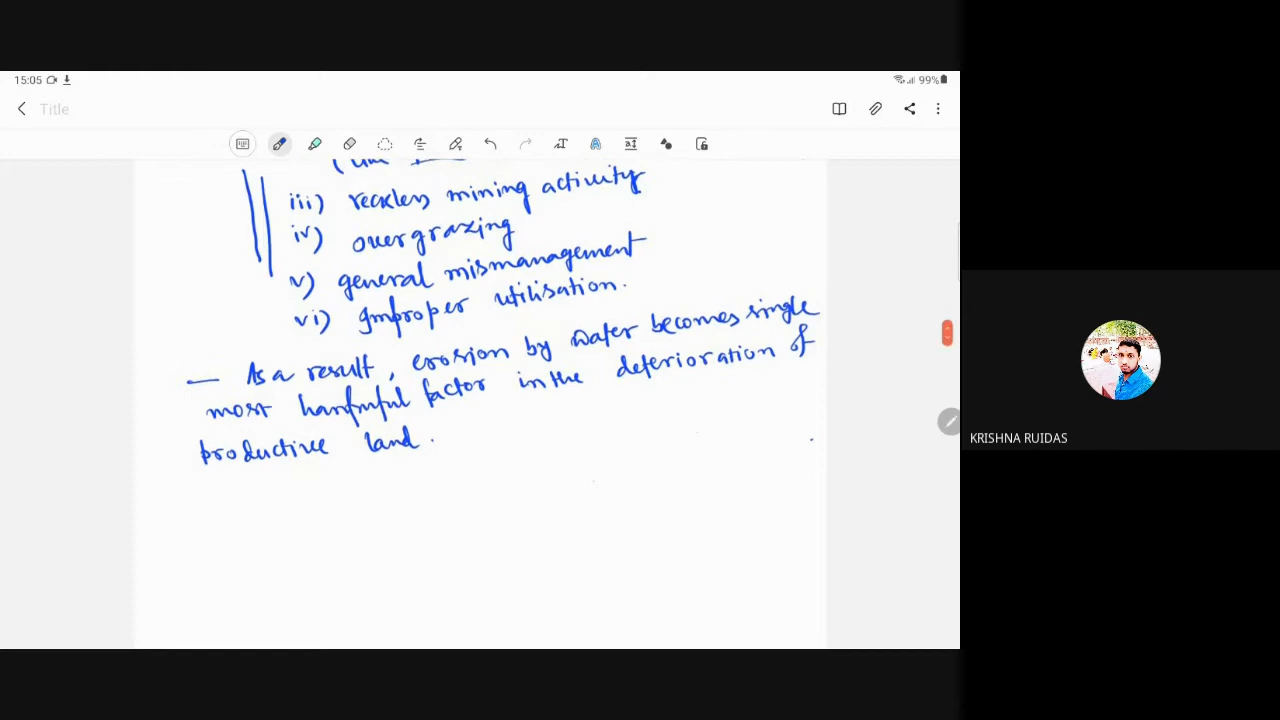 15:05
99%
Title
iii) reckless mining activity
iv) overgrazing
v) general mismanagement
vi) Improper utilisation.
— As a result, erosion by water becomes single
most harmful factor in the deterioration of
productive land.
KRISHNA RUIDAS